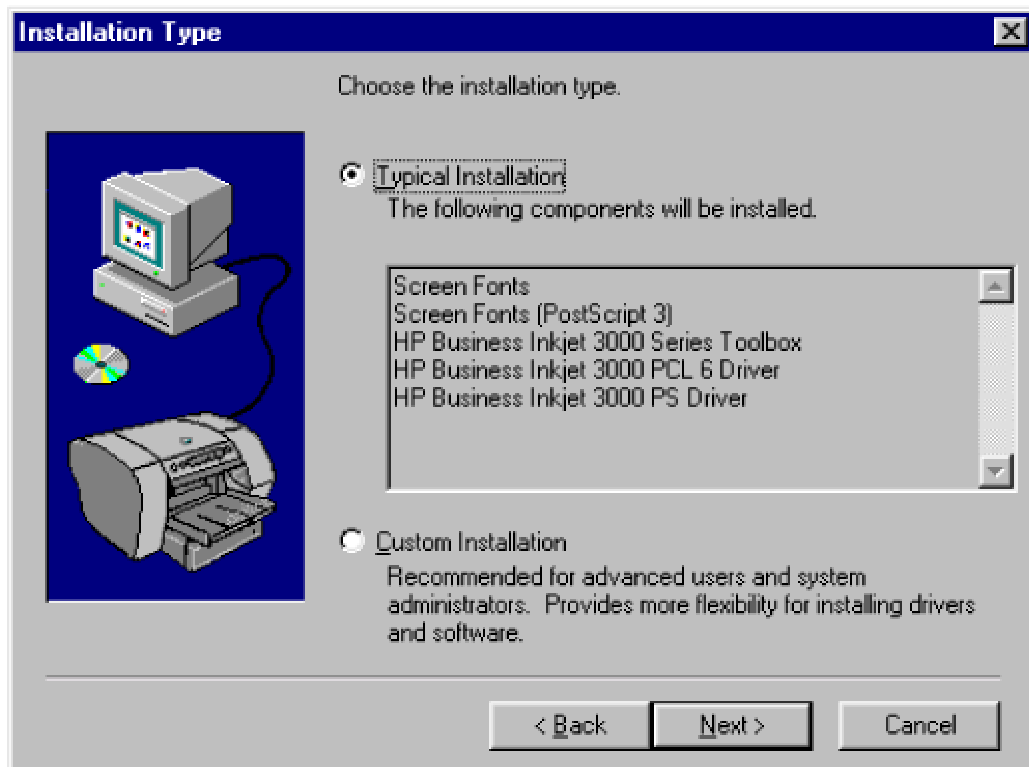 Installation Type
Choose the installation type.
Typical Installation
The following components will be installed.
Screen Fonts
Screen Fonts (PostScript 3)
HP Business Inkjet 3000 Series Toolbox
HP Business Inkjet 3000 PCL 6 Driver
HP Business Inkjet 3000 PS Driver
Custom Installation
Recommended for advanced users and system
administrators.  Provides more flexibility for installing drivers
and software.
< Back
Next >
Cancel